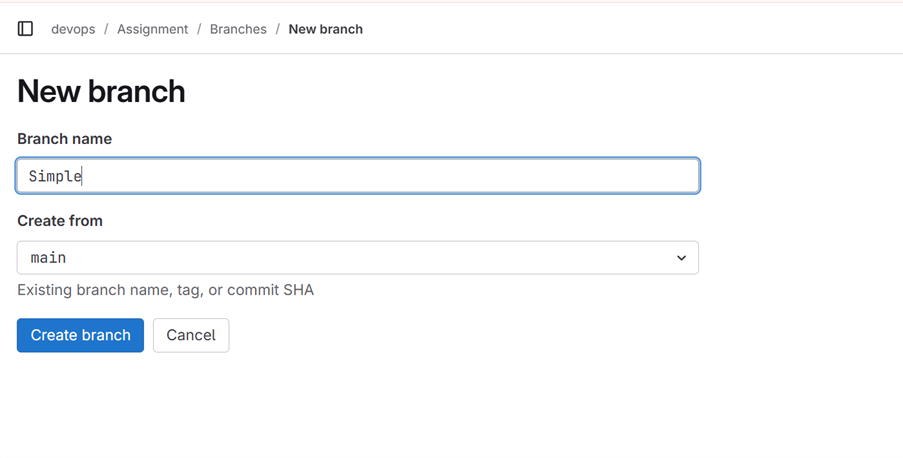 devops / Assignment / Branches / New branch
New branch
Branch name
Simple
Create from
main
Existing branch name, tag, or commit SHA
Create branch Cancel